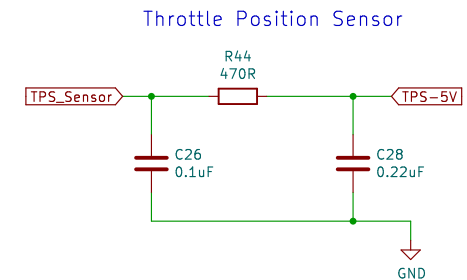 Throttle Position Sensor
R44
470R
TPS_Sensor
TPS-5V
C26
0.1uF
C28
0.22uF
GND